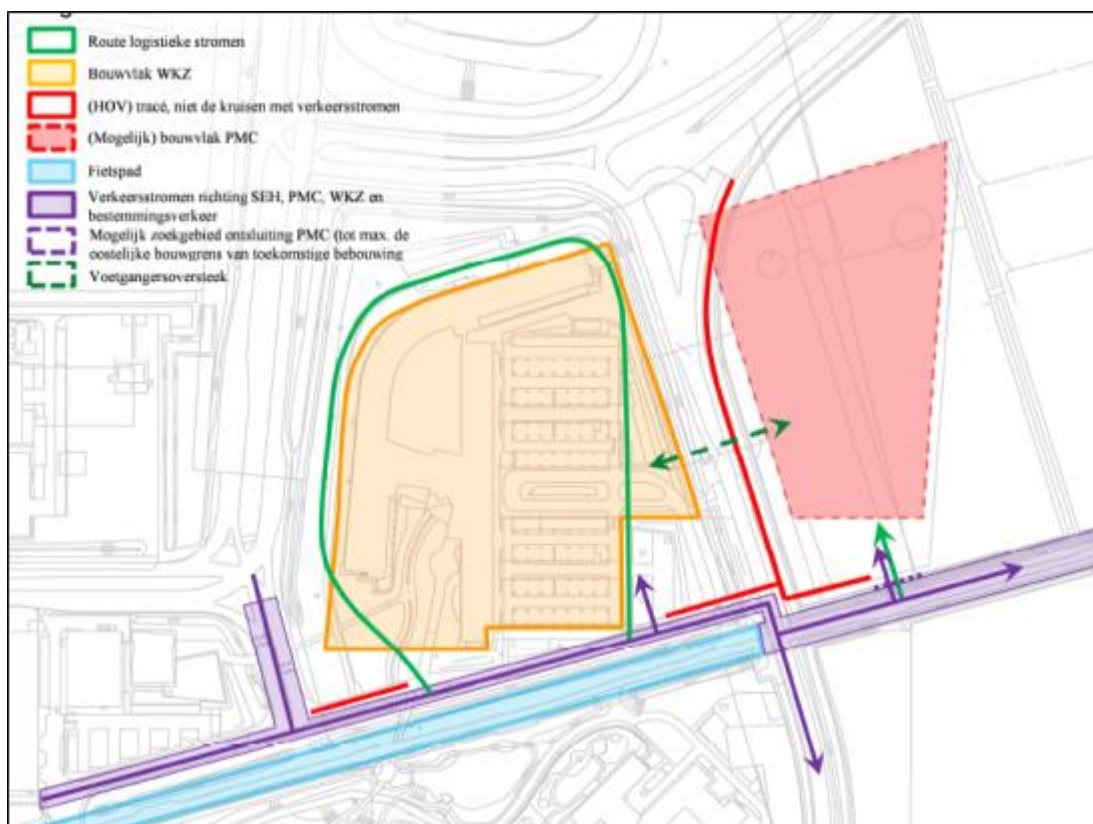 Route logistieke stromen
Bouwvlak WKZ
(HOV) tracé, niet de kruisen met verkeersstromen
(Mogelijk) bouwvlak PMC
Fietspad
Verkeersstromen richting SEH, PMC, WKZ en
bestemmingsverkeer
Mogelijk zoekgebied ontsluiting PMC (tot max. de
oostelijke bouwgrens van toekomstige bebouwing
Voetgangersoversteek